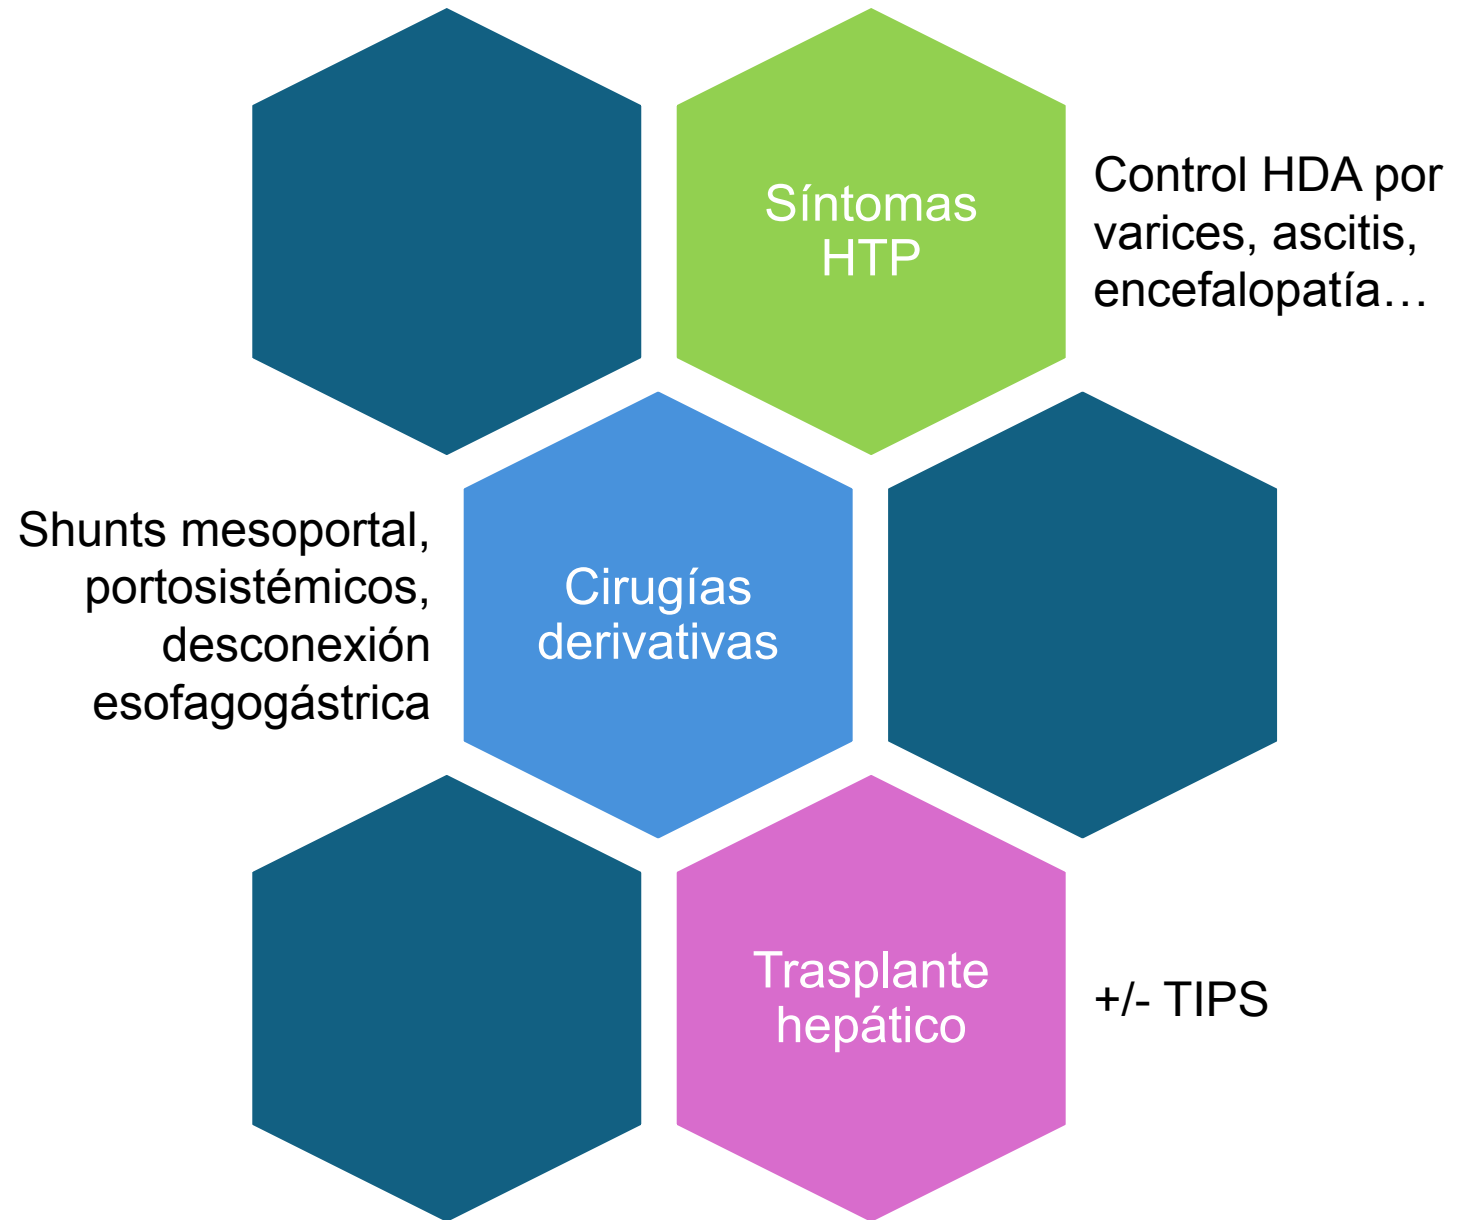 Síntomas
HTP
Control HDA por
varices, ascitis,
encefalopatía…
Shunts mesoportal,
portosistémicos,
desconexión
esofagogástrica
Cirugías
derivativas
Trasplante
hepático
+/- TIPS